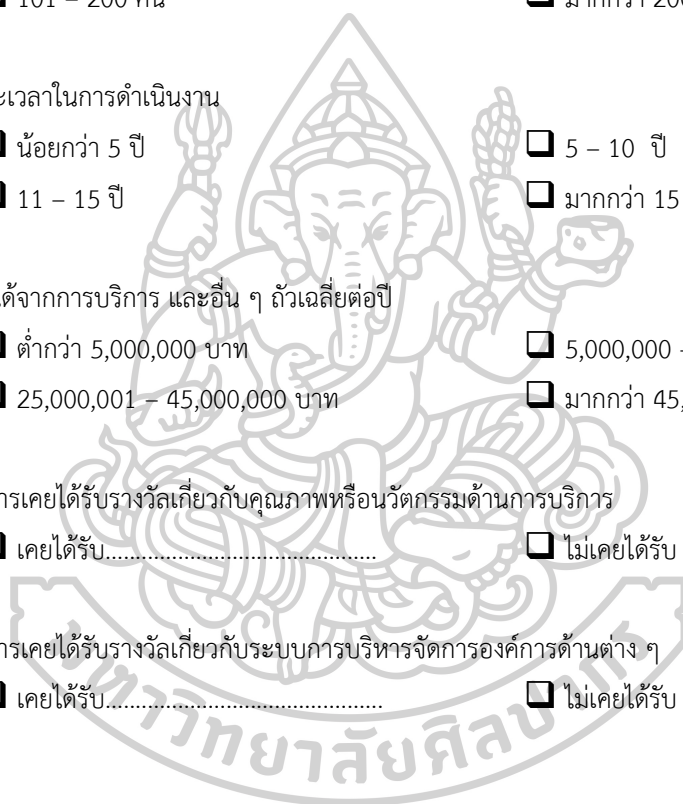 101 – 200 คน ❑ มากกว่า 200
ะเวลาในการดำเนินงาน
❑ น้อยกว่า 5 ปี ❑ 5 – 10 ปี
❑ 11 – 15 ปี ❑ มากกว่า 15
ได้จากการบริการ และอื่น ๆ ถัวเฉลี่ยต่อปี
❑ ต่ำกว่า 5,000,000 บาท ❑ 5,000,000 –
❑ 25,000,001 – 45,000,000 บาท ❑ มากกว่า 45,
ารเคยได้รับรางวัลเกี่ยวกับคุณภาพหรือนวัตกรรมด้านการบริการ
❑ เคยได้รับ............................................. ❑ ไม่เคยได้รับ
ารเคยได้รับรางวัลเกี่ยวกับระบบการบริหารจัดการองค์การด้านต่าง ๆ
❑ เคยได้รับ.............................................. ❑ ไม่เคยได้รับ
มหาวิทยาลัยศิลปากร